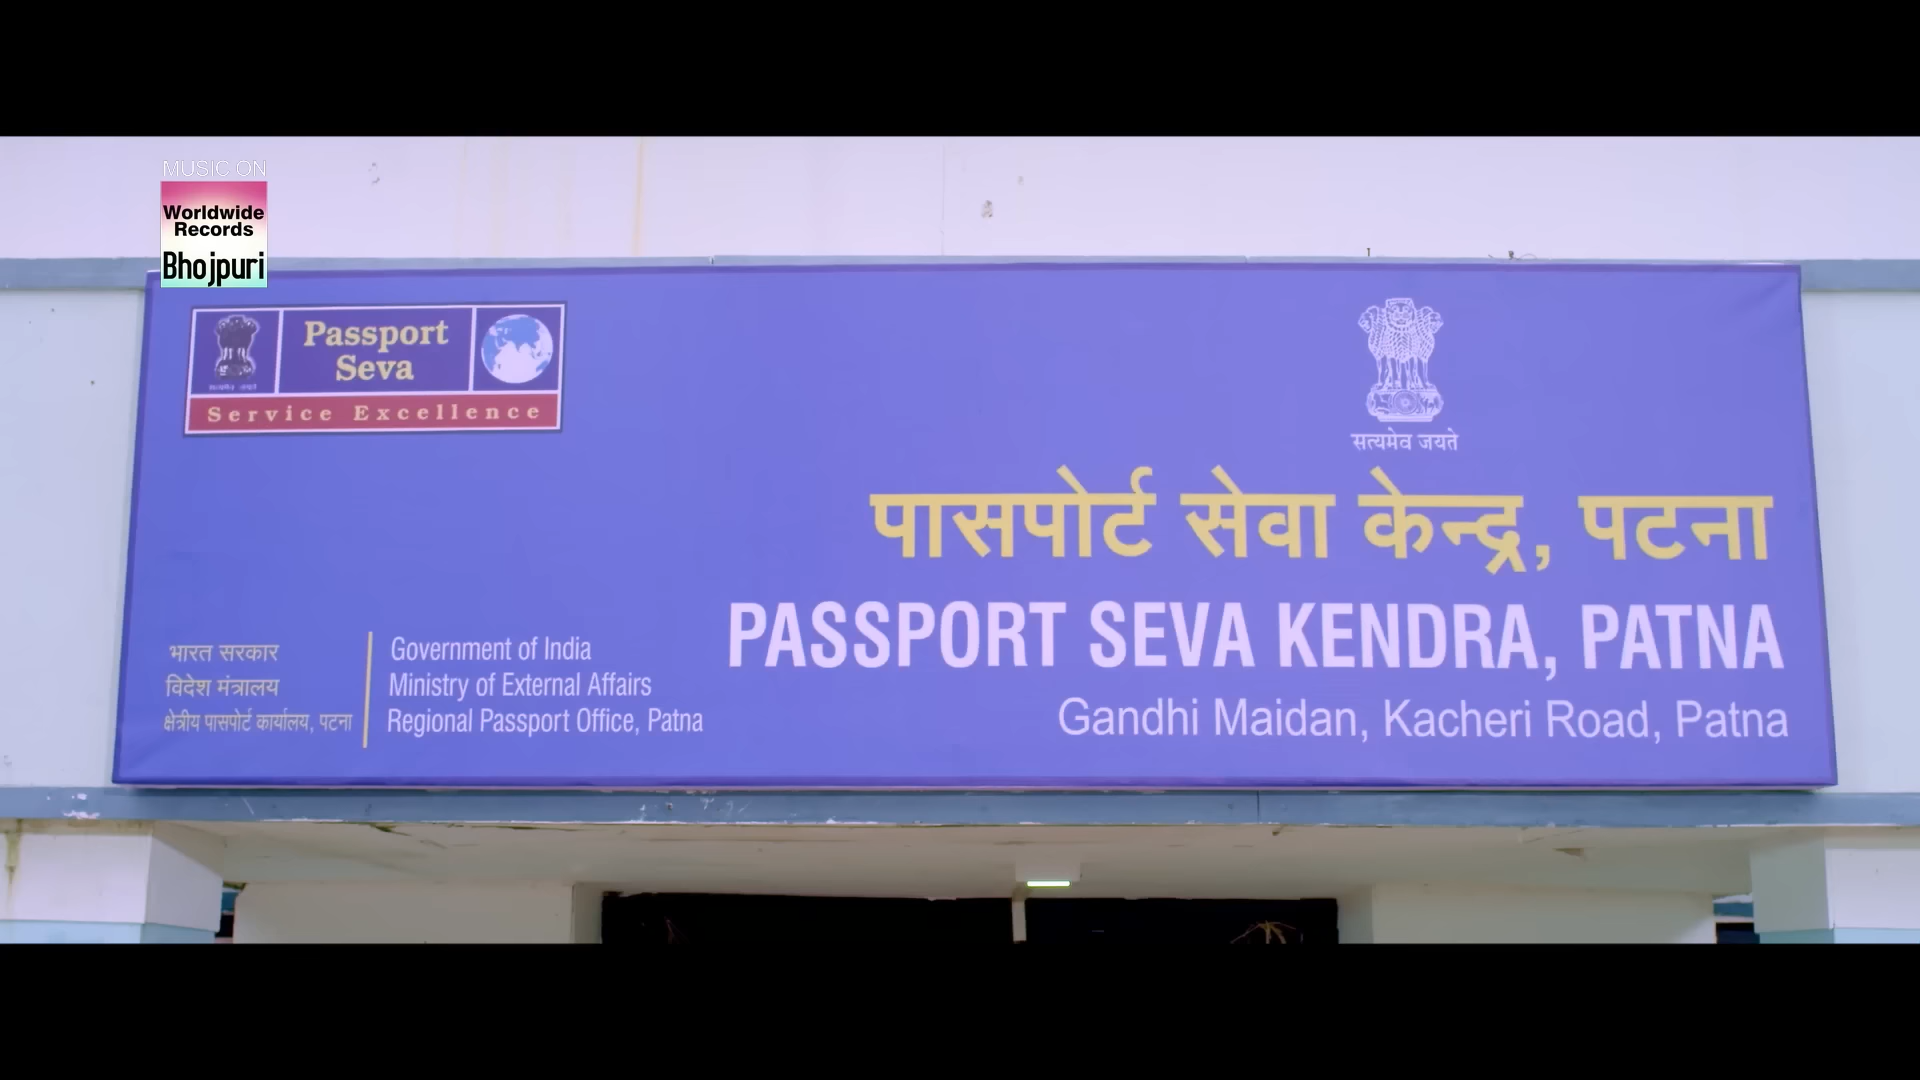 MUSIC ON
Worldwide
Records
Bhojpuri
Passport
Seva
Service Excellence
सत्यमेव जयते
पासपोर्ट सेवा केन्द्र, पटना
PASSPORT SEVA KENDRA, PATNA
Gandhi Maidan, Kacheri Road, Patna
भारत सरकार
विदेश मंत्रालय
क्षेत्रीय पासपोर्ट कार्यालय, पटना
Government of India
Ministry of External Affairs
Regional Passport Office, Patna